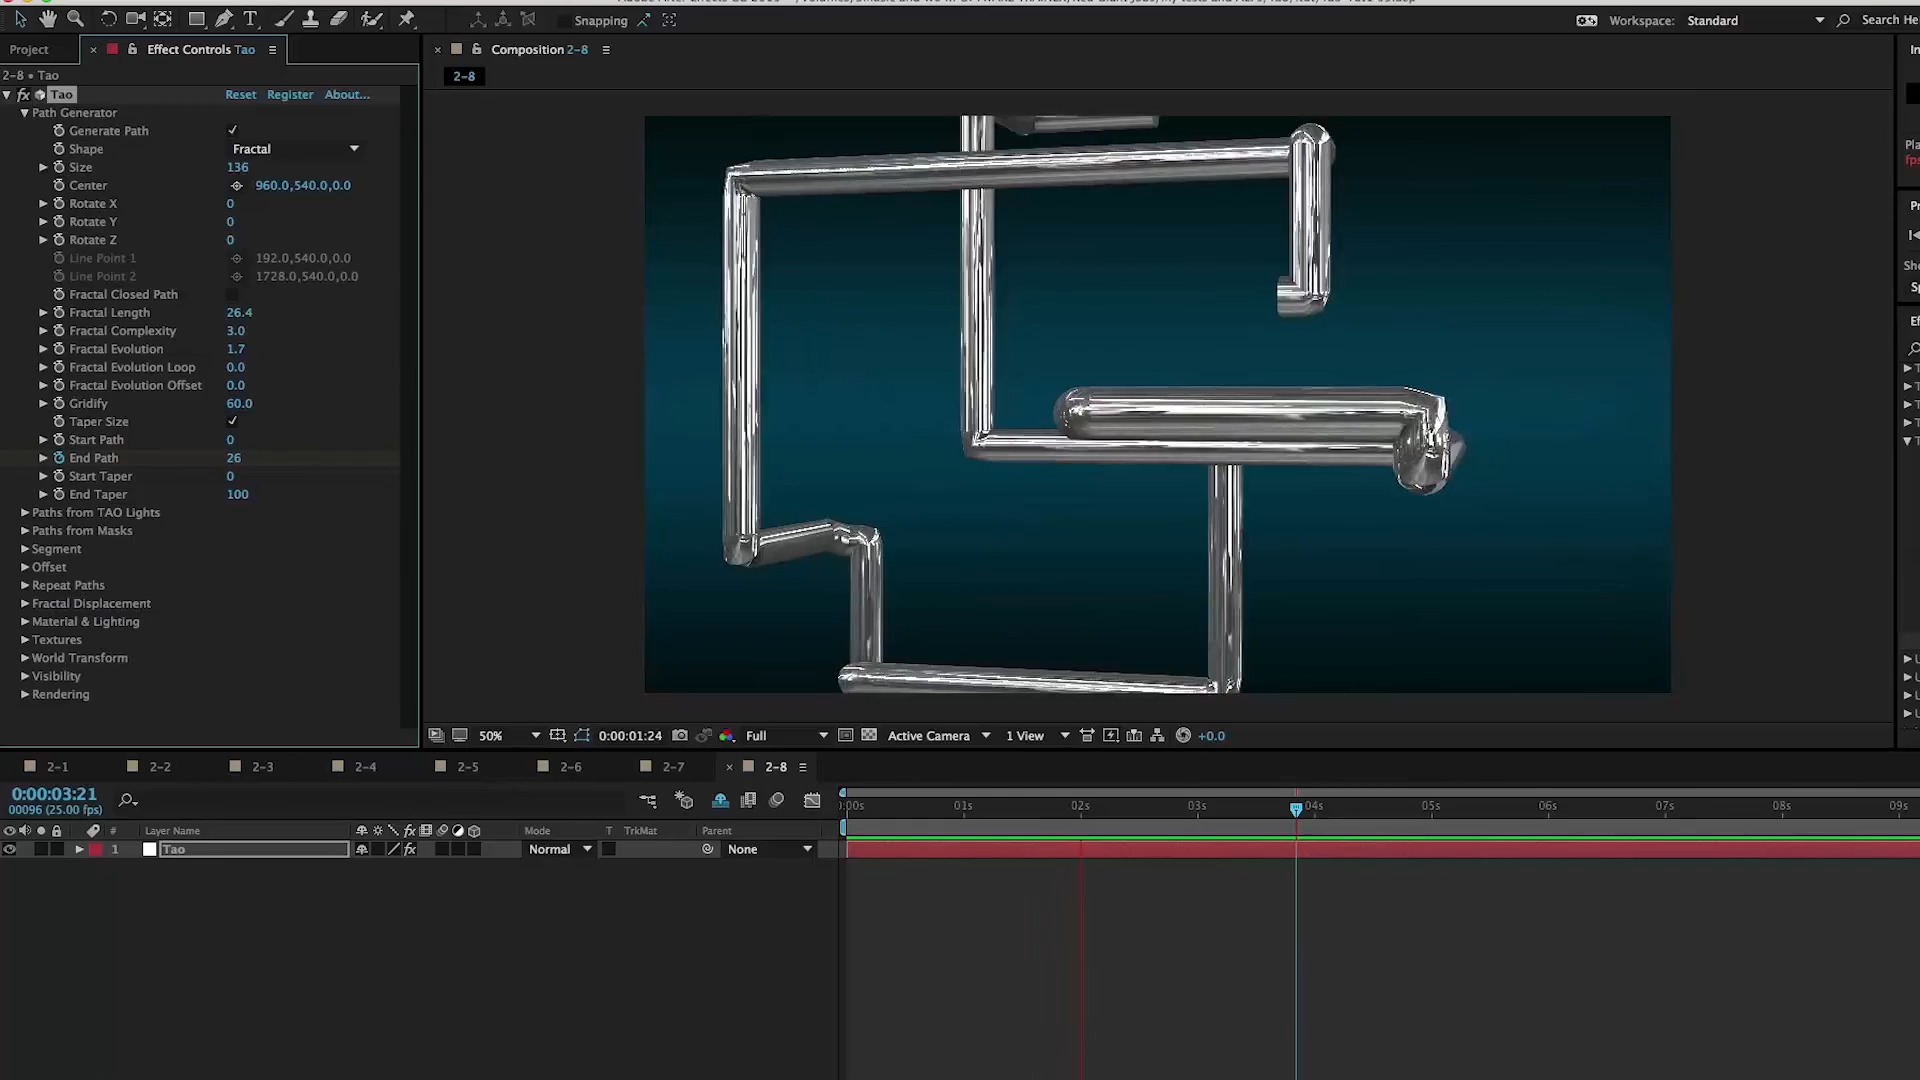 Snapping
Workspace: Standard
Search He
Project
Effect Controls Tao
Composition 2-8
2-8 • Tao
2-8
fx Tao Reset Register About...
Path Generator
Generate Path
Shape Fractal
Size 136
Center 960.0,540.0,0.0
Rotate X 0
Rotate Y 0
Rotate Z 0
Line Point 1 192.0,540.0,0.0
Line Point 2 1728.0,540.0,0.0
Fractal Closed Path
Fractal Length 26.4
Fractal Complexity 3.0
Fractal Evolution 1.7
Fractal Evolution Loop 0.0
Fractal Evolution Offset 0.0
Gridify 60.0
Taper Size
Start Path 0
End Path 26
Start Taper 0
End Taper 100
Paths from TAO Lights
Paths from Masks
Segment
Offset
Repeat Paths
Fractal Displacement
Material & Lighting
Textures
World Transform
Visibility
Rendering
50% 0:00:01:24 Full Active Camera 1 View +0.0
2-1 2-2 2-3 2-4 2-5 2-6 2-7 2-8
0:00:03:21
00096 (25.00 fps)
:00s 01s 02s 03s 04s 05s 06s 07s 08s 09s
# Layer Name fx Mode T TrkMat Parent
1 Tao fx Normal None